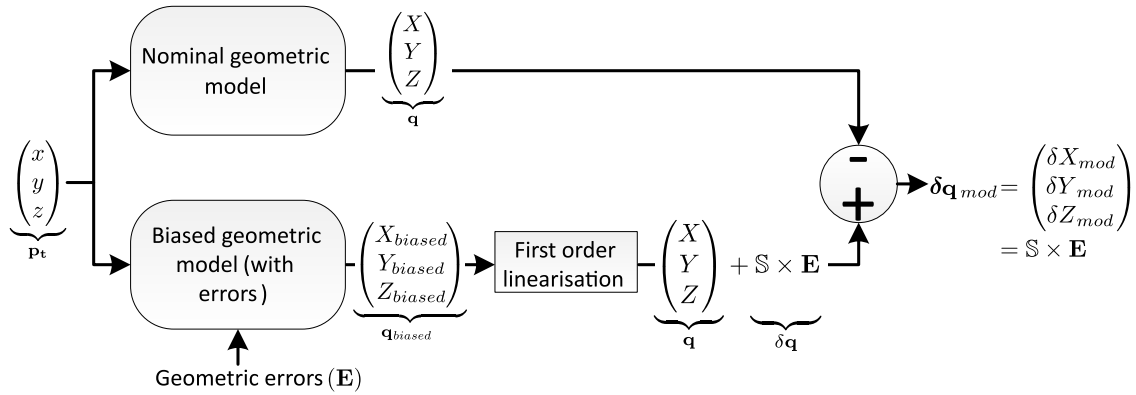 Nominal geometric
model
X
Y
Z
q
x
y
z
p_t
-
+
δq_mod = δX_mod
δY_mod
δZ_mod
= 𝕊 × E
Biased geometric
model (with
errors)
X_biased
Y_biased
Z_biased
q_biased
First order
linearisation
X
Y
Z
q
+ 𝕊 × E
δq
Geometric errors (E)